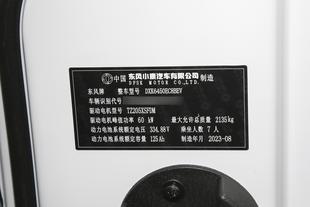 中国 东风小康汽车有限公司 制造
DFSK MOTOR CO.,LTD
东风牌 整车型号 DXK6450EC8BEV
车辆识别代号
驱动电机型号 TZ205XSFDM
驱动电机峰值功率 60 kW 最大允许总质量 2135kg
动力电池系统额定电压 334.88V 乘坐人数 7 人
动力电池系统额定容量 125Ah 制造年月 2023-08